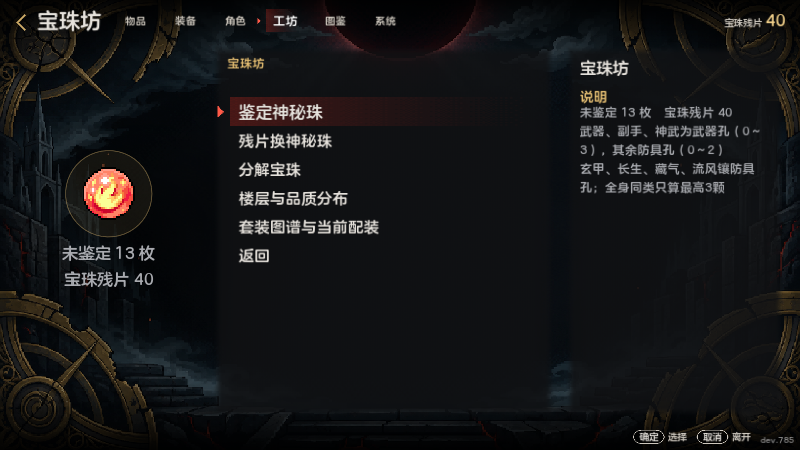 宝珠坊 物品 装备 角色 工坊 图鉴 系统 宝珠残片 40
宝珠坊
鉴定神秘珠
残片换神秘珠
分解宝珠
楼层与品质分布
套装图谱与当前配装
返回
未鉴定 13 枚
宝珠残片 40
宝珠坊
说明
未鉴定 13 枚　宝珠残片 40
武器、副手、神武为武器孔（0～
3），其余防具孔（0～2）
玄甲、长生、藏气、流风镶防具
孔；全身同类只算最高3颗
确定 选择 取消 离开 dev.785